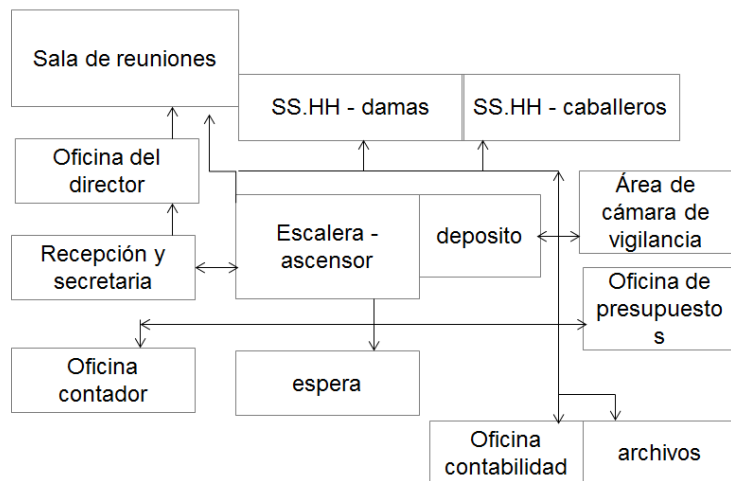 Sala de reuniones
SS.HH - damas
SS.HH - caballeros
Oficina del
director
Área de
cámara de
vigilancia
Escalera -
ascensor
deposito
Recepción y
secretaria
Oficina de
presupuesto
s
Oficina
contador
espera
Oficina
contabilidad
archivos